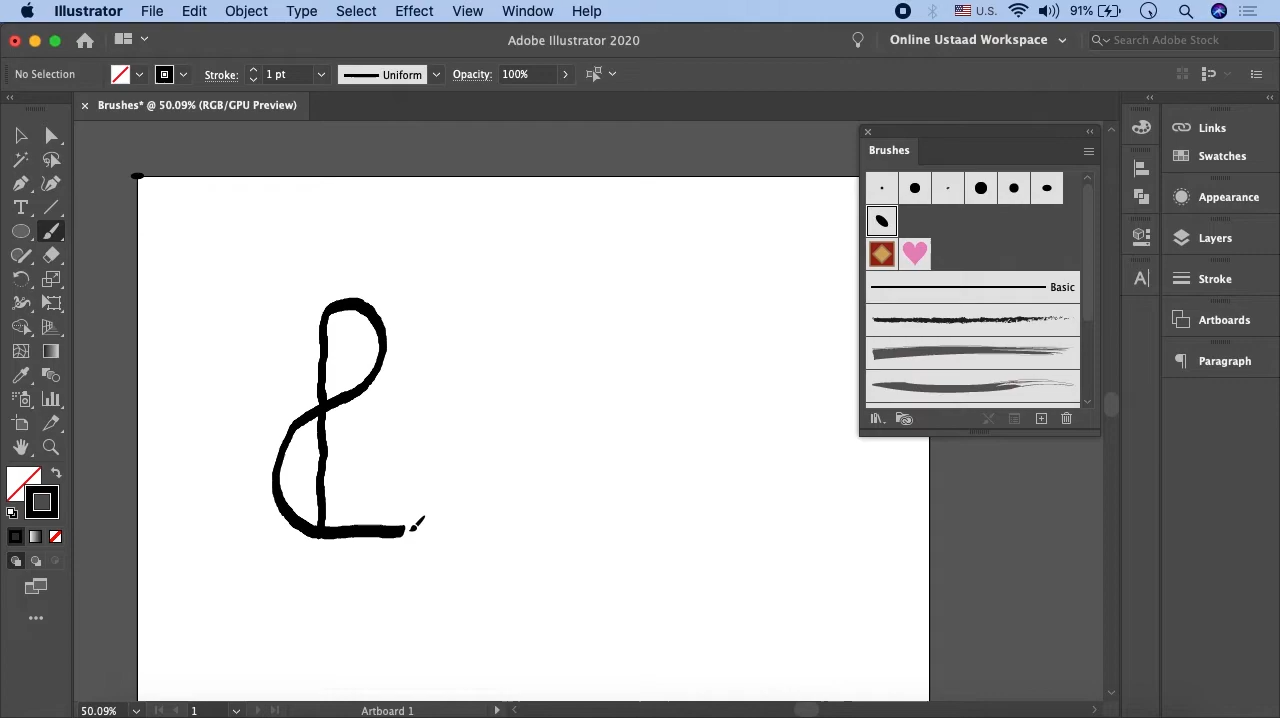 Illustrator File Edit Object Type Select Effect View Window Help U.S. 91%
Adobe Illustrator 2020 Online Ustaad Workspace Search Adobe Stock
No Selection Stroke: 1 pt Uniform Opacity: 100%
Brushes* @ 50.09% (RGB/GPU Preview)
Brushes
Basic
Links
Swatches
Appearance
Layers
Stroke
Artboards
Paragraph
50.09% 1 Artboard 1